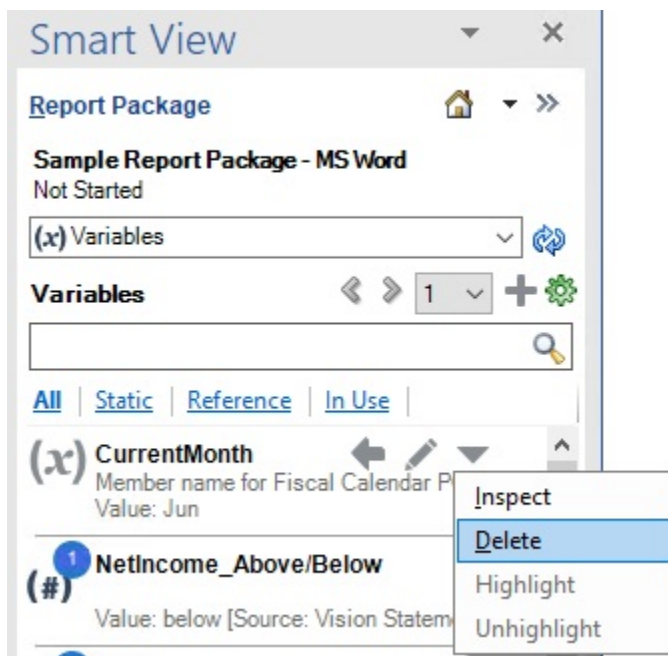 Smart View
Report Package
Sample Report Package - MS Word
Not Started
(x) Variables
Variables
1
All | Static | Reference | In Use |
(x) CurrentMonth
Member name for Fiscal Calendar P
Value: Jun
1
(#) NetIncome_Above/Below
Value: below [Source: Vision Statem
Inspect
Delete
Highlight
Unhighlight